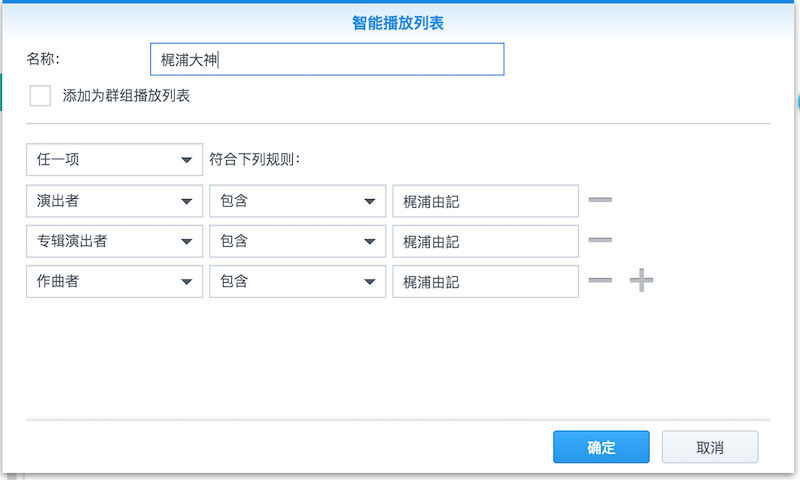 智能播放列表
名称： 梶浦大神
添加为群组播放列表
任一项 符合下列规则：
演出者 包含 梶浦由記
专辑演出者 包含 梶浦由記
作曲者 包含 梶浦由記
确定 取消